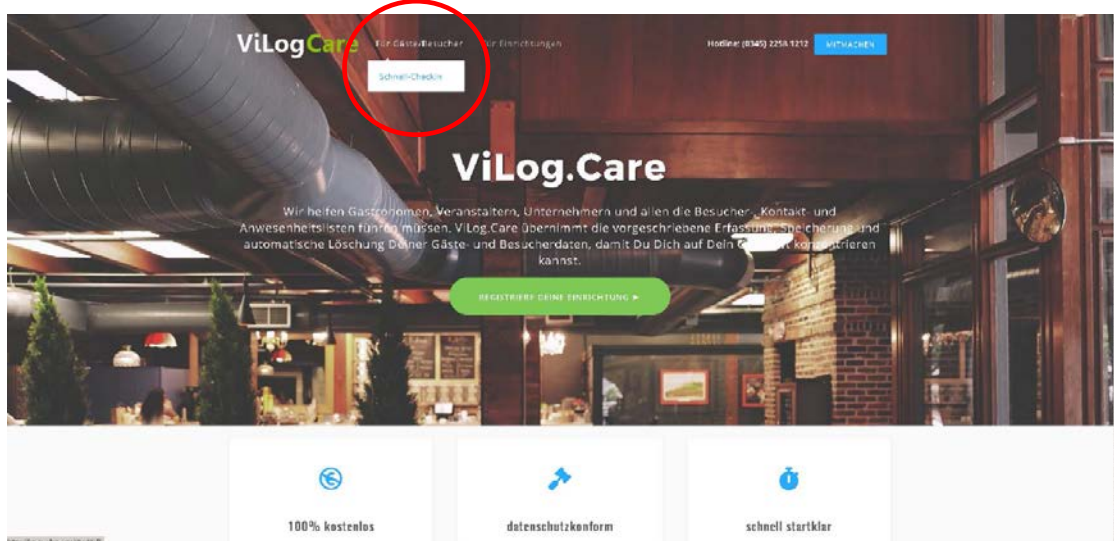 ViLogCare
Für Gäste/Besucher
Für Einrichtungen
Hotline: (0345) 2258 1212
MITMACHEN
Schnell-Checkin
ViLog.Care
Wir helfen Gastronomen, Veranstaltern, Unternehmern und allen die Besucher-, Kontakt- und
Anwesenheitslisten führen müssen. ViLog.Care übernimmt die vorgeschriebene Erfassung, Speicherung und
automatische Löschung Deiner Gäste- und Besucherdaten, damit Du Dich auf Dein konzentrieren
kannst.
REGISTRIERE DEINE EINRICHTUNG ►
100% kostenlos
datenschutzkonform
schnell startklar